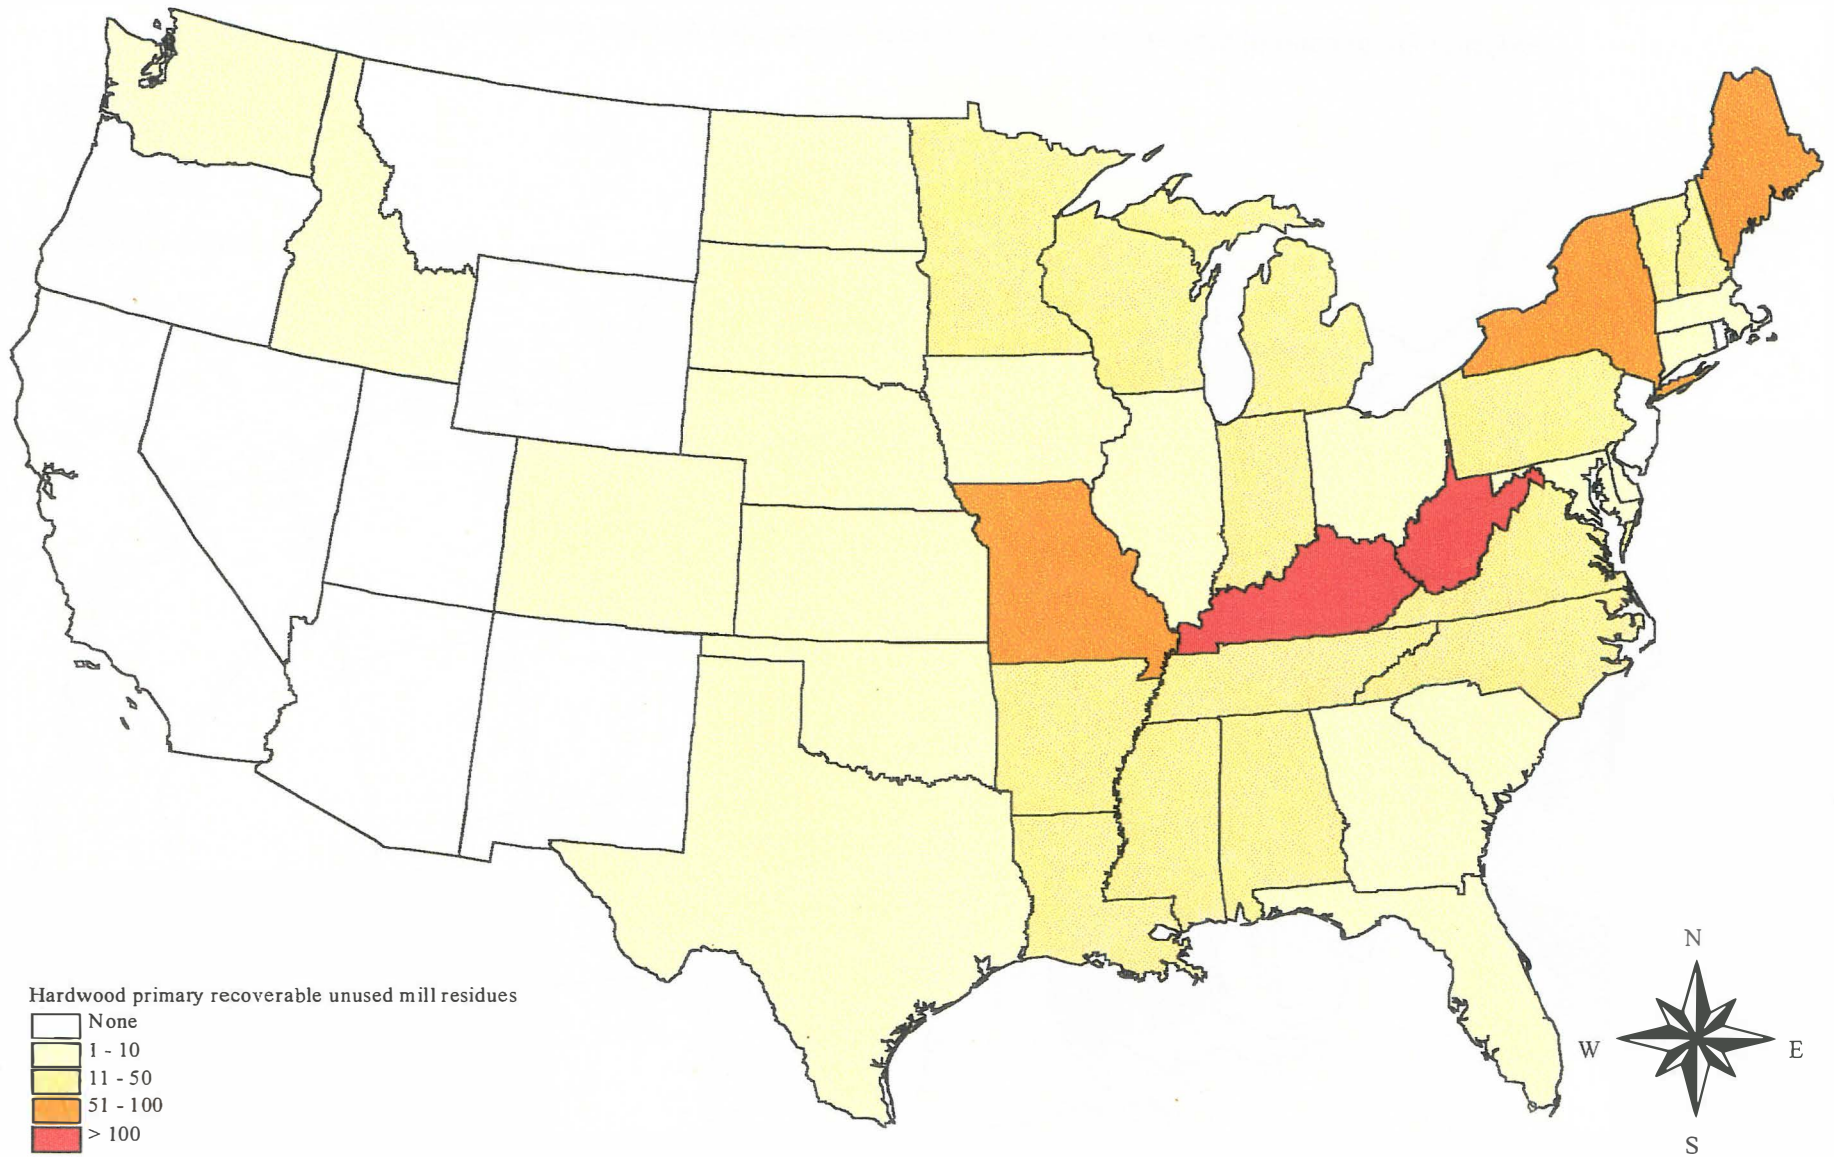 Hardwood primary recoverable unused mill residues
None
1 - 10
11 - 50
51 - 100
> 100
N
W
E
S